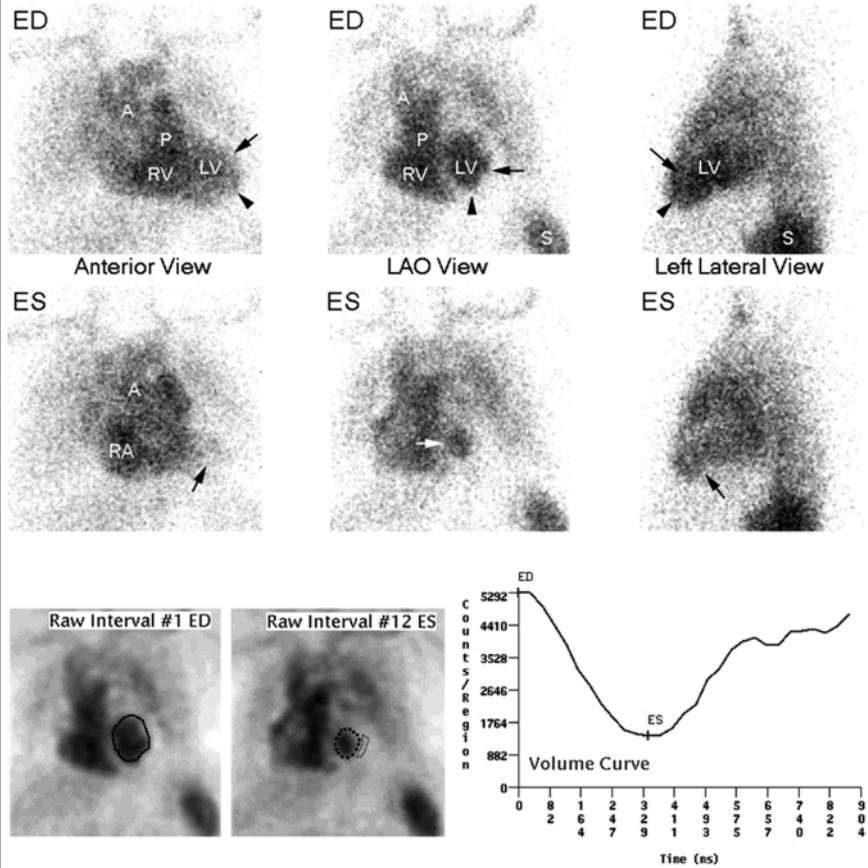 ED ED ED
A A
P P
RV LV RV LV LV
S S
Anterior View LAO View Left Lateral View
ES ES ES
A
RA
Raw Interval #1 ED Raw Interval #12 ES
Counts/Region
ED
5292
4410
3528
2646
1764
882
0
ES
Volume Curve
0 82 164 247 329 411 493 575 657 740 822 904
Time (ms)